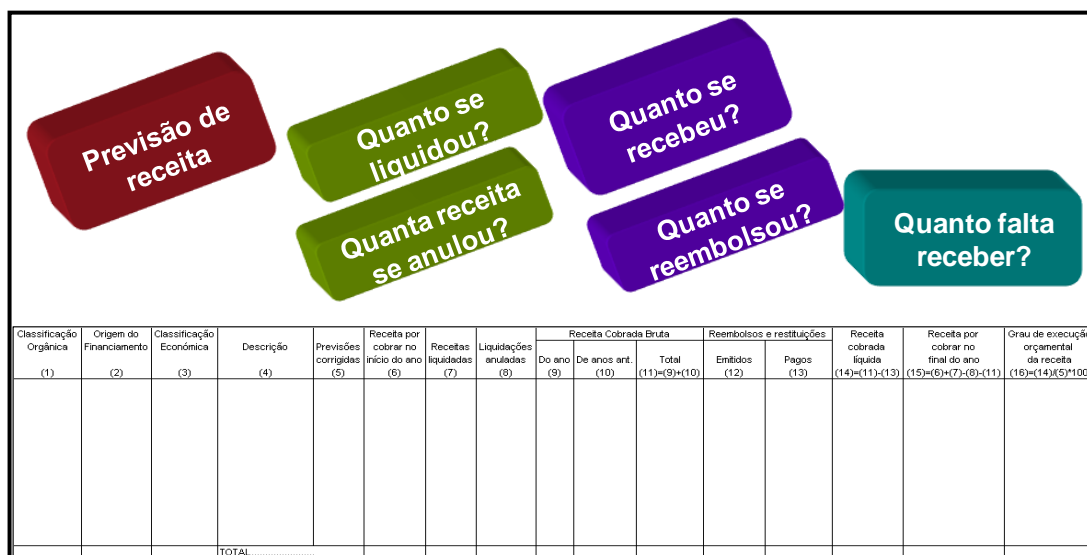 Previsão de
receita
Quanto se
liquidou?
Quanta receita
se anulou?
Quanto se
recebeu?
Quanto se
reembolsou?
Quanto falta
receber?
Classificação
Orgânica
(1)
Origem do
Financiamento
(2)
Classificação
Económica
(3)
Descrição
(4)
Previsões
corrigidas
(5)
Receita por
cobrar no
início do ano
(6)
Receitas
liquidadas
(7)
Liquidações
anuladas
(8)
Receita Cobrada Bruta
Do ano
(9)
De anos ant.
(10)
Total
(11)=(9)+(10)
Reembolsos e restituições
Emitidos
(12)
Pagos
(13)
Receita
cobrada
líquida
(14)=(11)-(13)
Receita por
cobrar no
final do ano
(15)=(6)+(7)-(8)-(11)
Grau de execução
orçamental
da receita
(16)=(14)/(5)*100
TOTAL........................